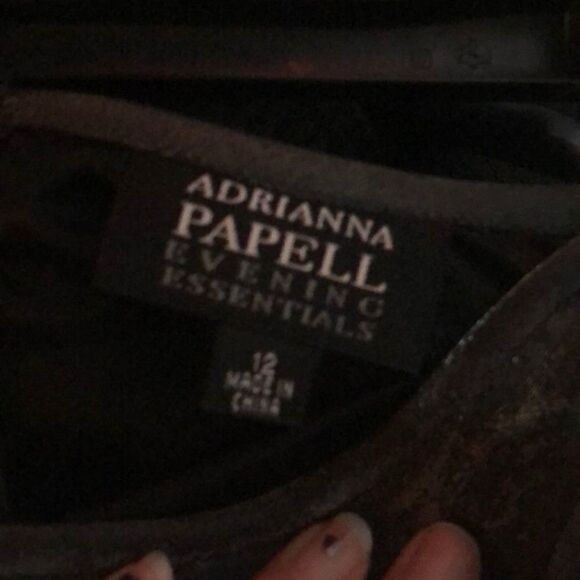 ADRIANNA
PAPELL
EVENING
ESSENTIALS
12
MADE IN
CHINA